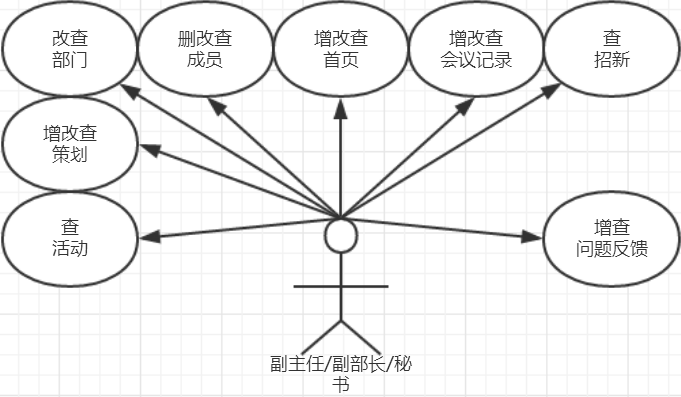 改查
部门
删改查
成员
增改查
首页
增改查
会议记录
查
招新
增改查
策划
查
活动
增查
问题反馈
副主任/副部长/秘
书